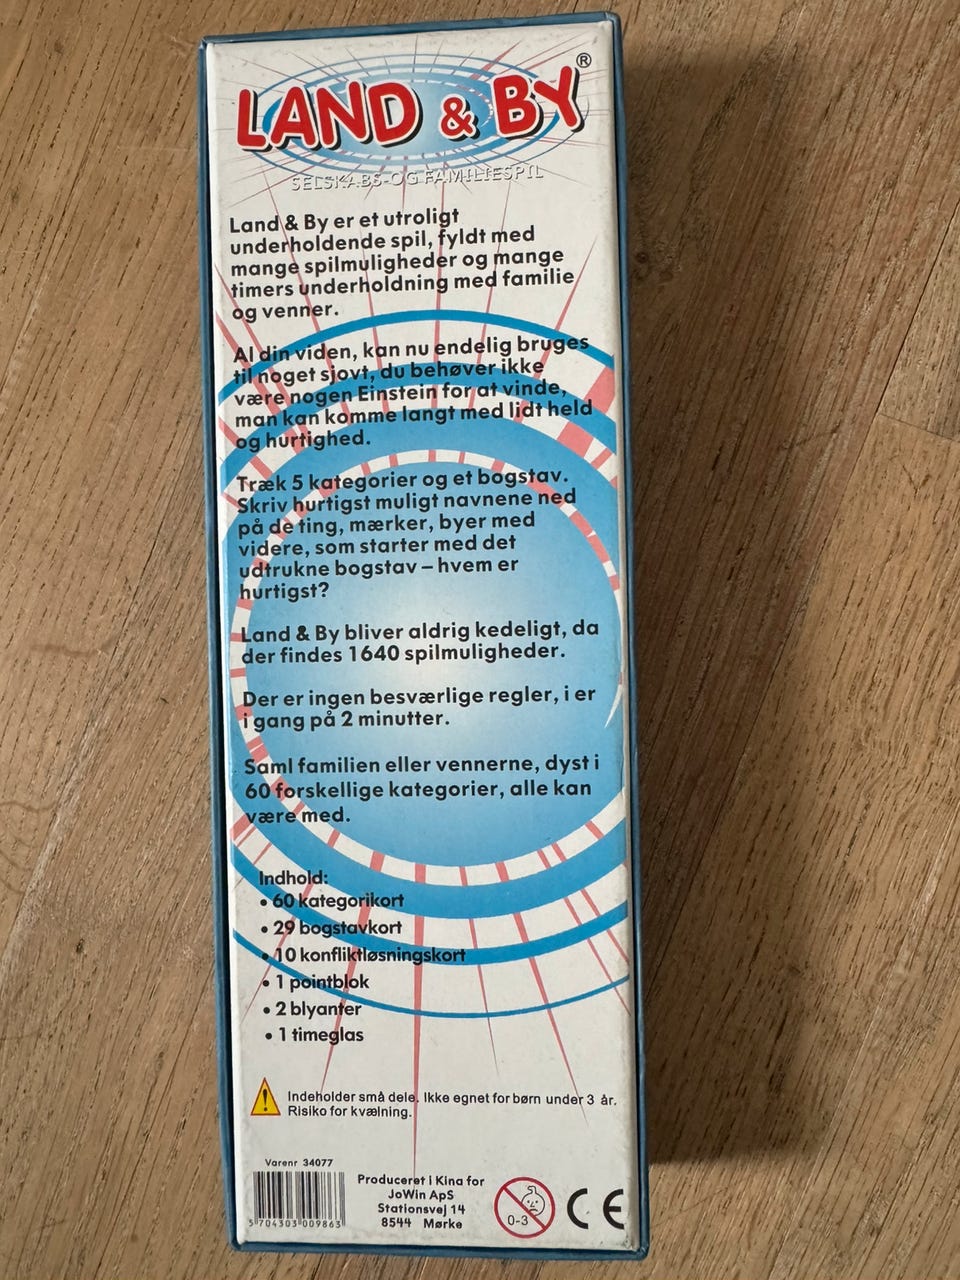 LAND & BY®
SELSKABS-OG FAMILIESPIL
Land & By er et utroligt
underholdende spil, fyldt med
mange spilmuligheder og mange
timers underholdning med familie
og venner.
Al din viden, kan nu endelig bruges
til noget sjovt, du behøver ikke
være nogen Einstein for at vinde,
man kan komme langt med lidt held
og hurtighed.
Træk 5 kategorier og et bogstav.
Skriv hurtigst muligt navnene ned
på de ting, mærker, byer med
videre, som starter med det
udtrukne bogstav – hvem er
hurtigst?
Land & By bliver aldrig kedeligt, da
der findes 1640 spilmuligheder.
Der er ingen besværlige regler, i er
i gang på 2 minutter.
Saml familien eller vennerne, dyst i
60 forskellige kategorier, alle kan
være med.
Indhold:
• 60 kategorikort
• 29 bogstavkort
• 10 konfliktløsningskort
• 1 pointblok
• 2 blyanter
• 1 timeglas
Indeholder små dele. Ikke egnet for børn under 3 år.
Risiko for kvælning.
Varenr 34077
5 704303 009863
Produceret i Kina for
JoWin ApS
Stationsvej 14
8544 Mørke
0-3
CE